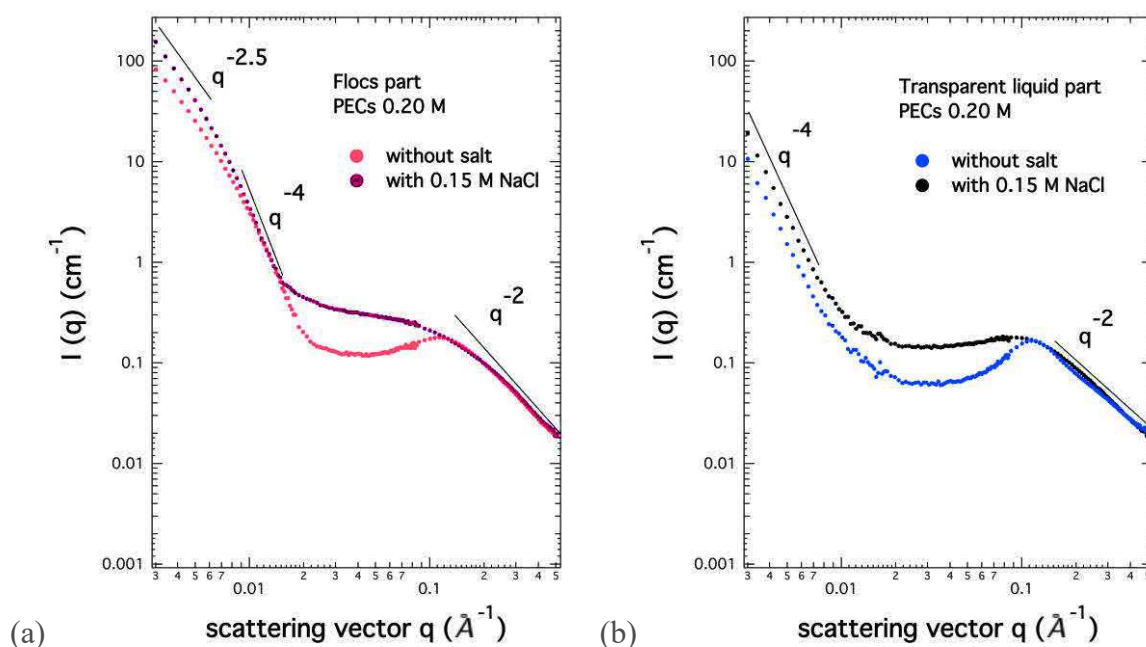 100
10
1
0.1
0.01
0.001
I (q) (cm⁻¹)
q⁻²·⁵
q⁻⁴
q⁻²
Flocs part
PECs 0.20 M
without salt
with 0.15 M NaCl
3 4 5 6 7 0.01 2 3 4 5 6 7 0.1 2 3 4 5
scattering vector q (Å⁻¹)
(a)
100
10
1
0.1
0.01
0.001
I (q) (cm⁻¹)
q⁻⁴
q⁻²
Transparent liquid part
PECs 0.20 M
without salt
with 0.15 M NaCl
3 4 5 6 7 0.01 2 3 4 5 6 7 0.1 2 3 4
scattering vector q (Å⁻¹)
(b)